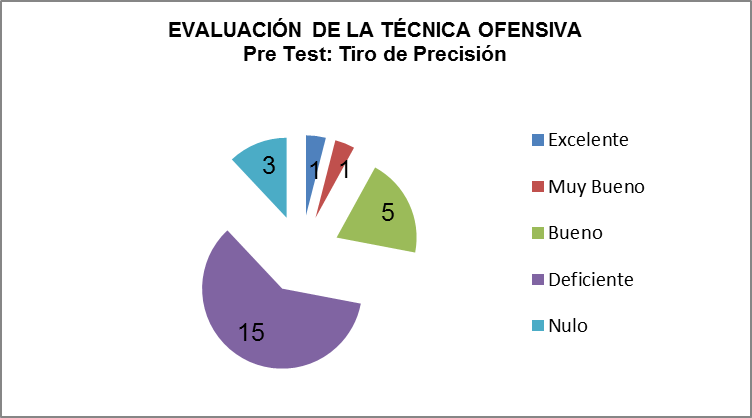 EVALUACIÓN DE LA TÉCNICA OFENSIVA
Pre Test: Tiro de Precisión
1
1
5
15
3
Excelente
Muy Bueno
Bueno
Deficiente
Nulo